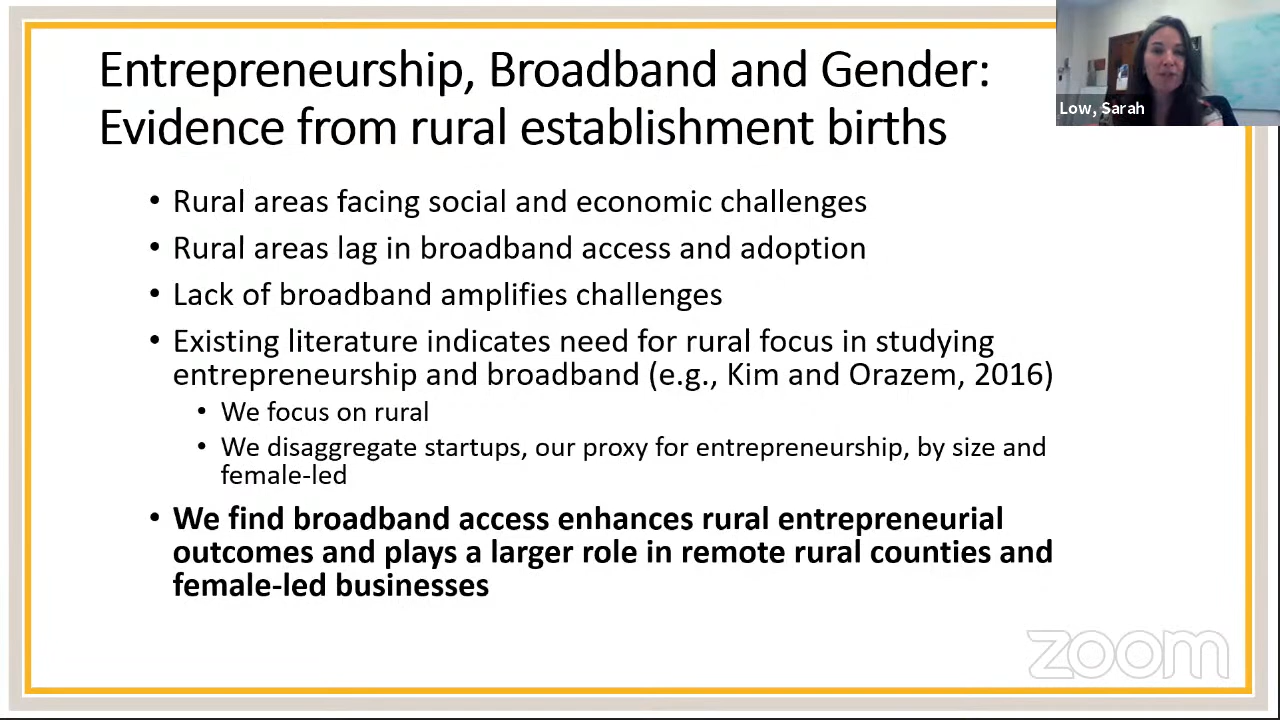 Entrepreneurship, Broadband and Gender:
Evidence from rural establishment births
Low, Sarah
• Rural areas facing social and economic challenges
• Rural areas lag in broadband access and adoption
• Lack of broadband amplifies challenges
• Existing literature indicates need for rural focus in studying
entrepreneurship and broadband (e.g., Kim and Orazem, 2016)
• We focus on rural
• We disaggregate startups, our proxy for entrepreneurship, by size and
female-led
• We find broadband access enhances rural entrepreneurial
outcomes and plays a larger role in remote rural counties and
female-led businesses
zoom